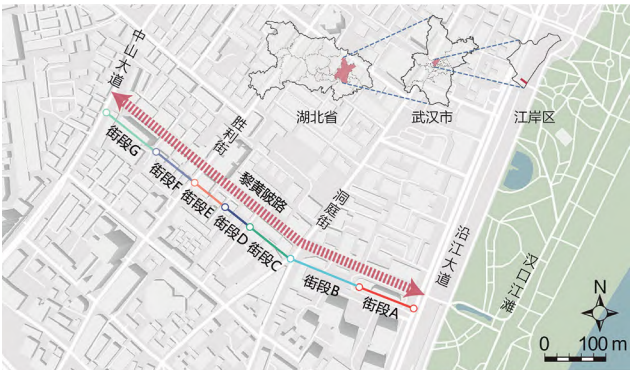 湖北省
武汉市
江岸区
中山大道
胜利街
黎黄陂路
洞庭街
沿江大道
汉口江滩
街段G
街段F
街段E
街段D
街段C
街段B
街段A
N
0 100 m